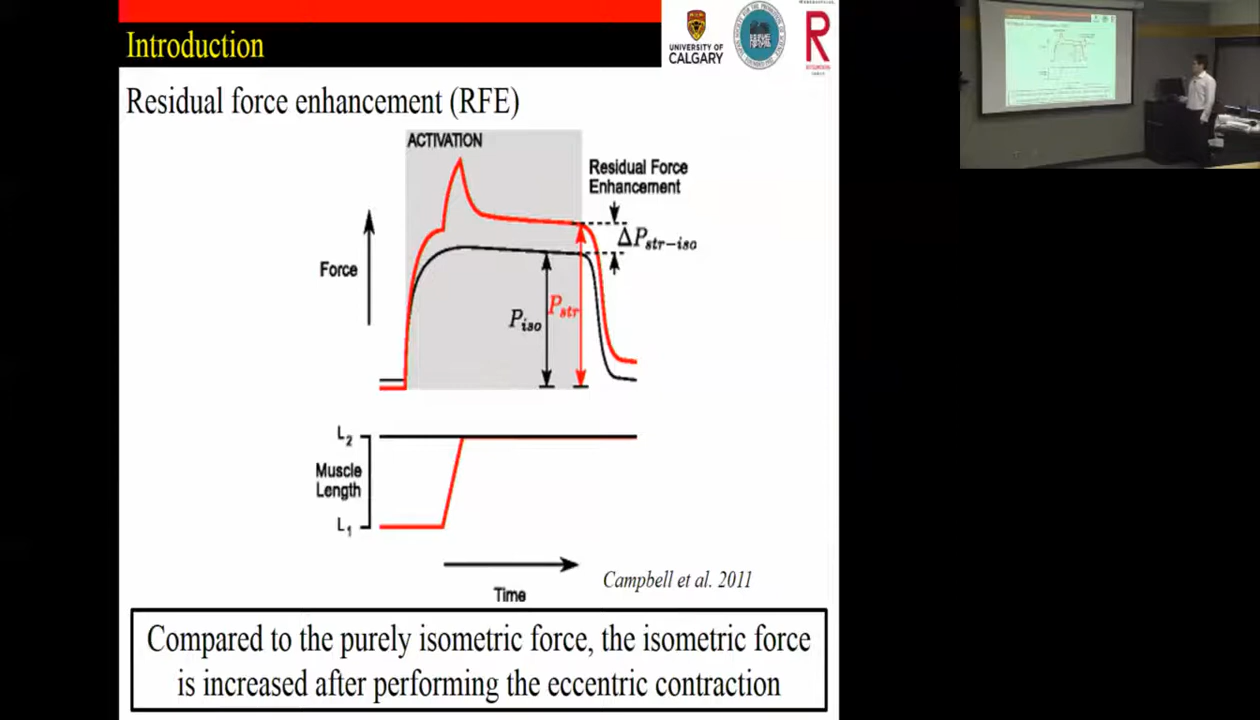 Introduction
UNIVERSITY OF
CALGARY
R
Residual force enhancement (RFE)
ACTIVATION
Residual Force
Enhancement
ΔP_str-iso
Force
P_iso
P_str
L₂
Muscle
Length
L₁
Time
Campbell et al. 2011
Compared to the purely isometric force, the isometric force
is increased after performing the eccentric contraction